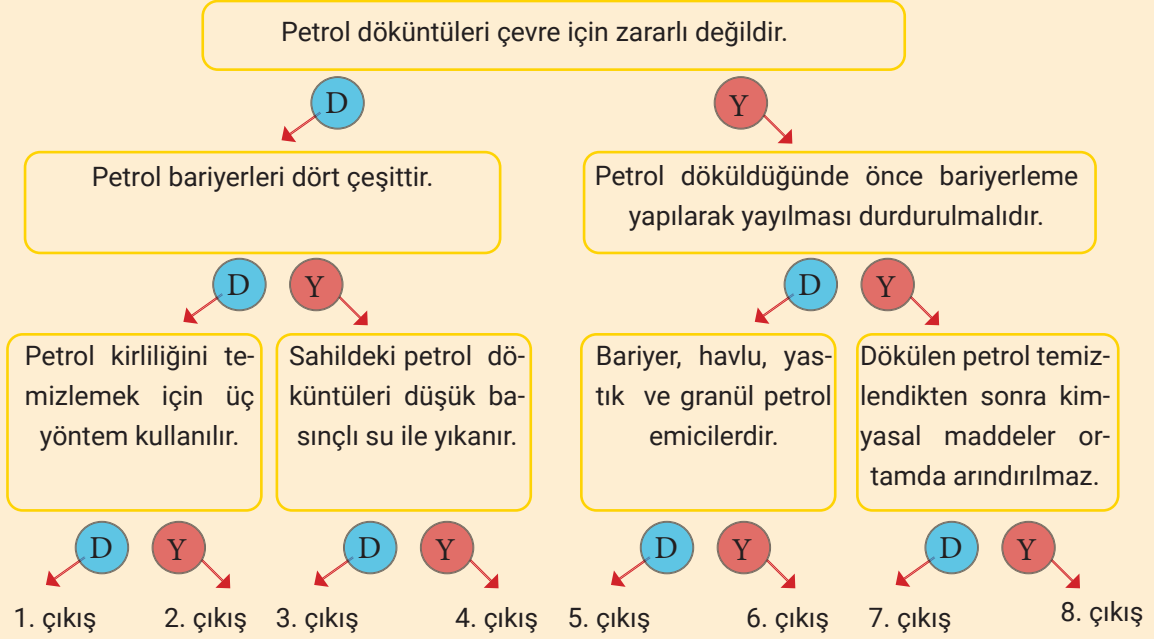 Petrol döküntüleri çevre için zararlı değildir.
D
Y
Petrol bariyerleri dört çeşittir.
Petrol döküldüğünde önce bariyerleme
yapılarak yayılması durdurulmalıdır.
D
Y
D
Y
Petrol kirliliğini te-
mizlemek için üç
yöntem kullanılır.
Sahildeki petrol dö-
küntüleri düşük ba-
sınçlı su ile yıkanır.
Bariyer, havlu, yas-
tık ve granül petrol
emicilerdir.
Dökülen petrol temiz-
lendikten sonra kim-
yasal maddeler or-
tamda arındırılmaz.
D
Y
D
Y
D
Y
D
Y
1. çıkış
2. çıkış
3. çıkış
4. çıkış
5. çıkış
6. çıkış
7. çıkış
8. çıkış